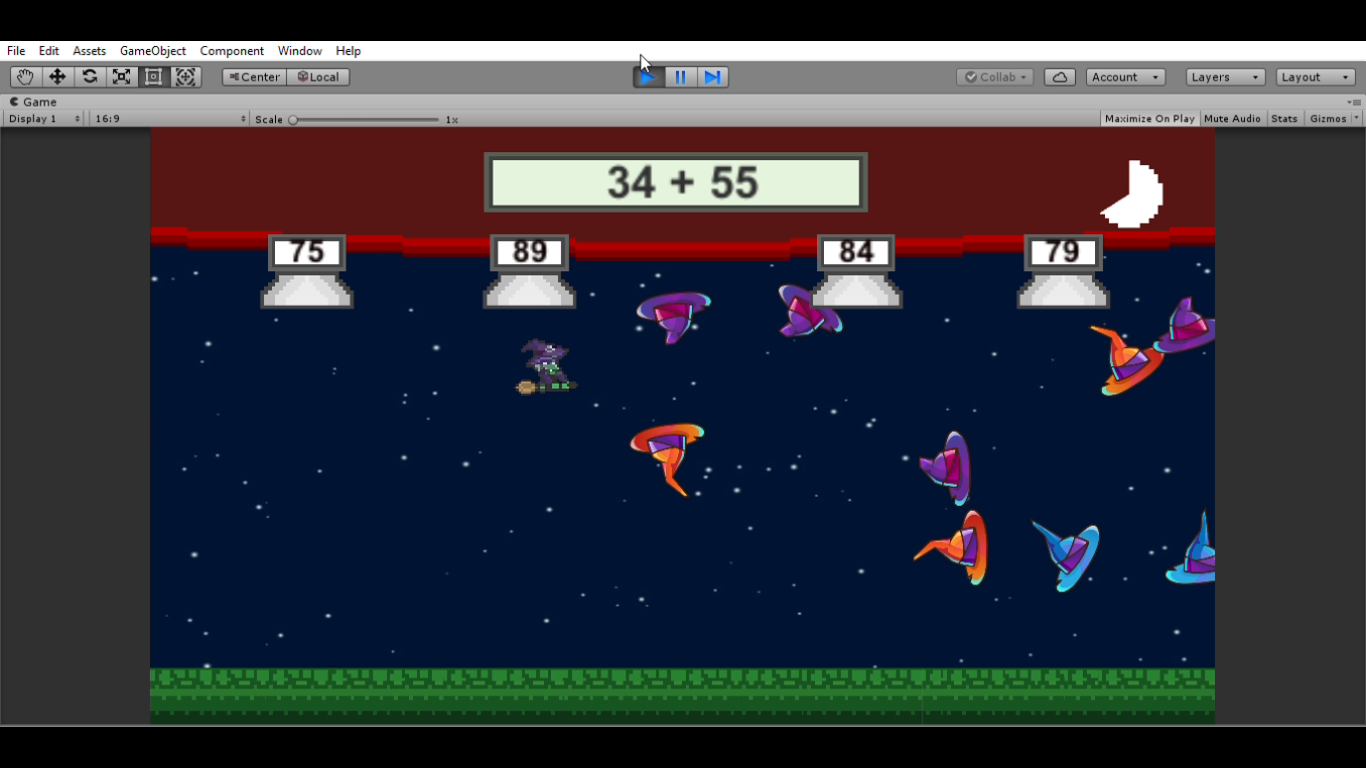 File Edit Assets GameObject Component Window Help
Center Local Collab Account Layers Layout
Game
Display 1 16:9 Scale 1x Maximize On Play Mute Audio Stats Gizmos
34 + 55
75 89 84 79